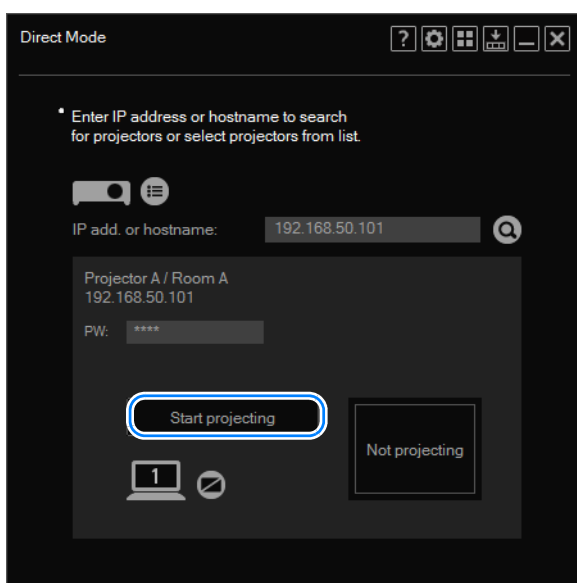 Direct Mode
?
Enter IP address or hostname to search
for projectors or select projectors from list.
IP add. or hostname: 192.168.50.101
Projector A / Room A
192.168.50.101
PW: ****
Start projecting
Not projecting
1